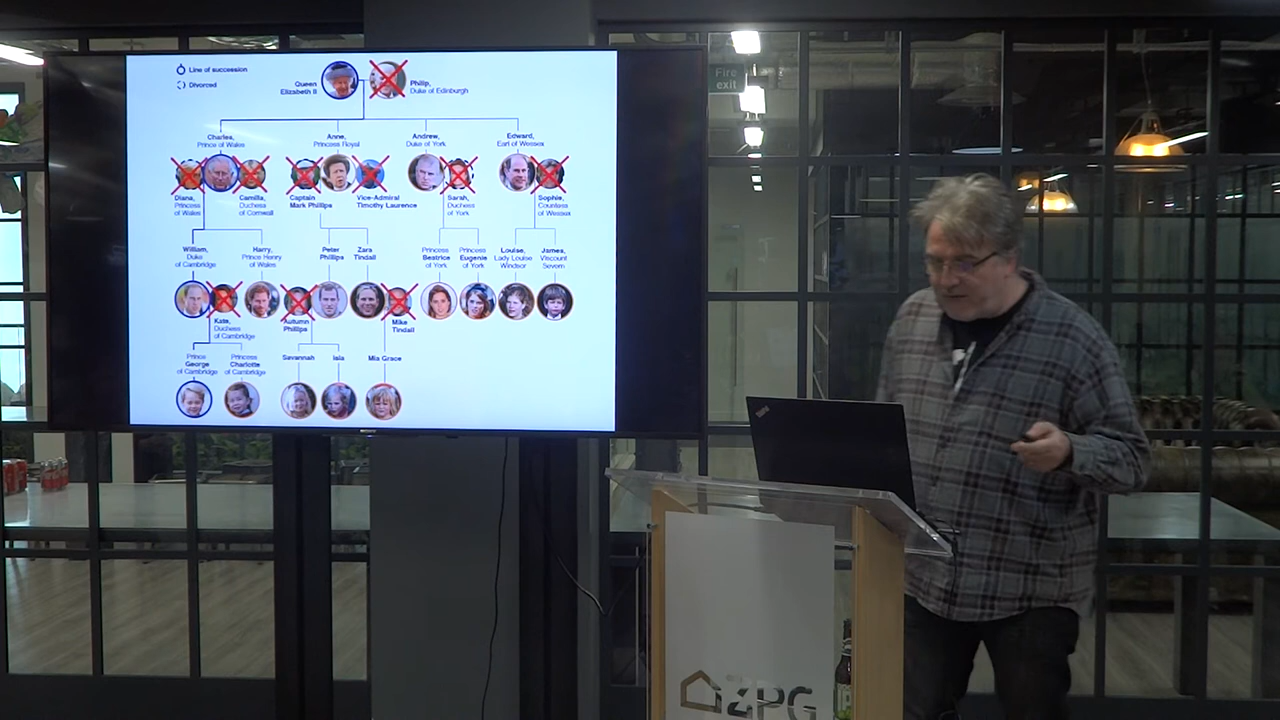 Line of succession
Divorced
Queen
Elizabeth II
Philip,
Duke of Edinburgh
Charles,
Prince of Wales
Anne,
Princess Royal
Andrew,
Duke of York
Edward,
Earl of Wessex
Diana,
Princess
of Wales
Camilla,
Duchess
of Cornwall
Captain
Mark Phillips
Vice-Admiral
Timothy Laurence
Sarah,
Duchess
of York
Sophie,
Countess
of Wessex
William,
Duke
of Cambridge
Harry,
Prince Henry
of Wales
Peter
Phillips
Zara
Tindall
Princess
Beatrice
of York
Princess
Eugenie
of York
Louise,
Lady Louise
Windsor
James,
Viscount
Severn
Kate,
Duchess
of Cambridge
Autumn
Phillips
Mike
Tindall
Prince
George
of Cambridge
Princess
Charlotte
of Cambridge
Savannah
Isla
Mia Grace
Fire
exit
ZPG